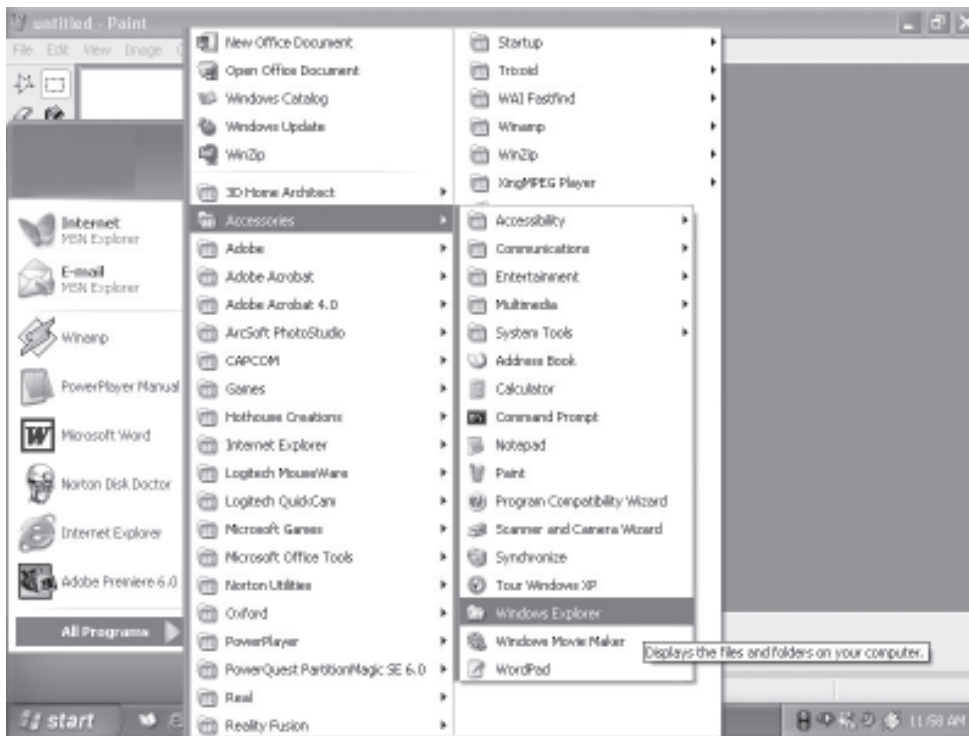 untitled - Paint
File Edit View Image
New Office Document
Open Office Document
Windows Catalog
Windows Update
WinZip
3D Home Architect
Accessories
Adobe
Adobe Acrobat
Adobe Acrobat 4.0
ArcSoft PhotoStudio
CAPCOM
Games
Hothouse Creations
Internet Explorer
Logitech MouseWare
Logitech QuickCam
Microsoft Games
Microsoft Office Tools
Norton Utilities
Oxford
PowerPlayer
PowerQuest PartitionMagic SE 6.0
Real
Reality Fusion
Startup
Trixoid
WAI Fastfind
Winamp
WinZip
XingMPEG Player
Accessibility
Communications
Entertainment
Multimedia
System Tools
Address Book
Calculator
Command Prompt
Notepad
Paint
Program Compatibility Wizard
Scanner and Camera Wizard
Synchronize
Tour Windows XP
Windows Explorer
Windows Movie Maker
WordPad
Displays the files and folders on your computer.
Internet
MSN Explorer
E-mail
MSN Explorer
Winamp
PowerPlayer Manual
Microsoft Word
Norton Disk Doctor
Internet Explorer
Adobe Premiere 6.0
All Programs
start
11:58 AM